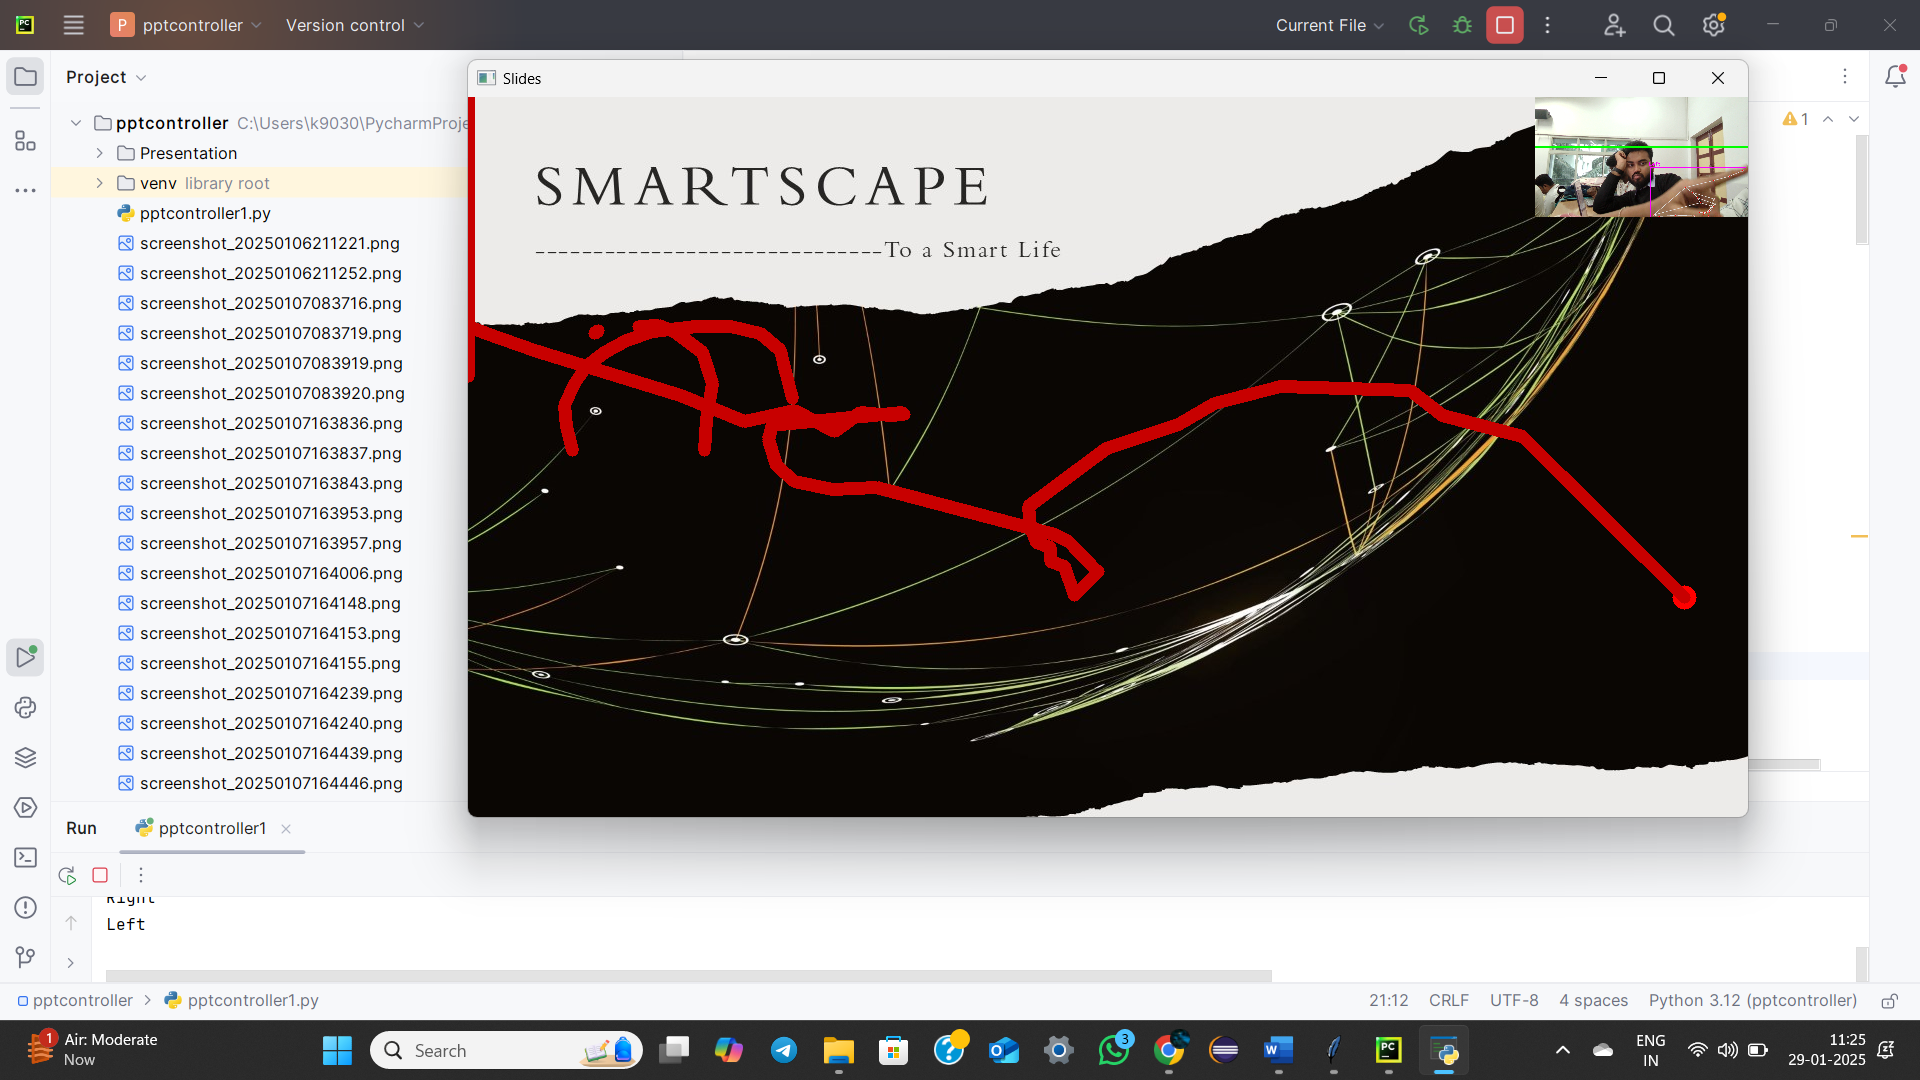 P pptcontroller Version control Current File
Project
Slides
pptcontroller C:\Users\k9030\PycharmProje
1
Presentation
venv library root
SMARTSCAPE
pptcontroller1.py
screenshot_20250106211221.png
------------------------------To a Smart Life
screenshot_20250106211252.png
screenshot_20250107083716.png
screenshot_20250107083719.png
screenshot_20250107083919.png
screenshot_20250107083920.png
screenshot_20250107163836.png
screenshot_20250107163837.png
screenshot_20250107163843.png
screenshot_20250107163953.png
screenshot_20250107163957.png
screenshot_20250107164006.png
screenshot_20250107164148.png
screenshot_20250107164153.png
screenshot_20250107164155.png
screenshot_20250107164239.png
screenshot_20250107164240.png
screenshot_20250107164439.png
screenshot_20250107164446.png
Run pptcontroller1
Right
Left
pptcontroller > pptcontroller1.py 21:12 CRLF UTF-8 4 spaces Python 3.12 (pptcontroller)
1 Air: Moderate
Now
Search
3
ENG
IN
11:25
29-01-2025